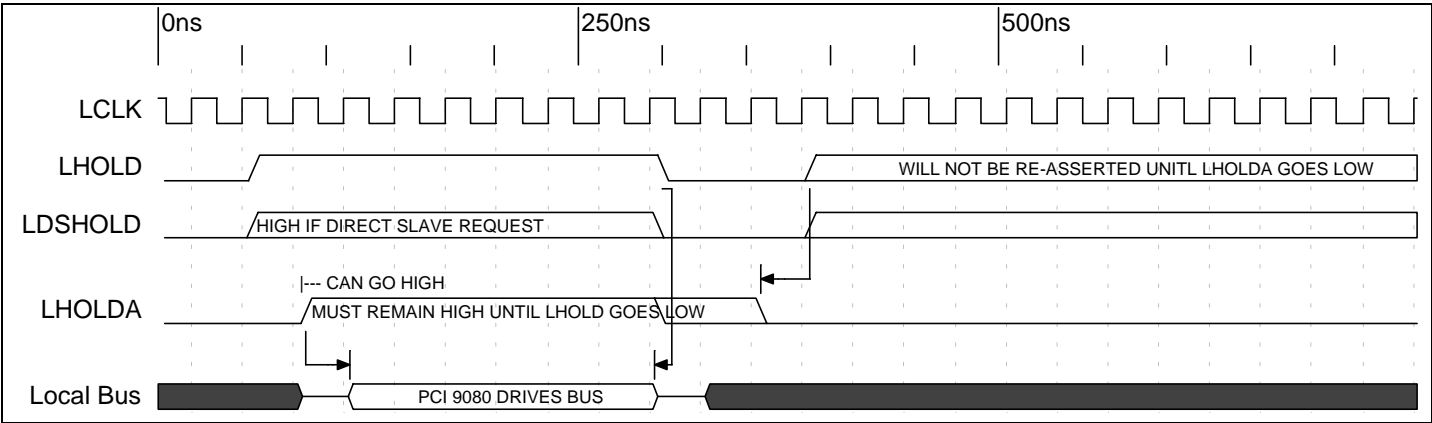 0ns 250ns 500ns
LCLK
LHOLD
WILL NOT BE RE-ASSERTED UNITL LHOLDA GOES LOW
LDSHOLD
HIGH IF DIRECT SLAVE REQUEST
|--- CAN GO HIGH
LHOLDA
MUST REMAIN HIGH UNTIL LHOLD GOES LOW
Local Bus
PCI 9080 DRIVES BUS